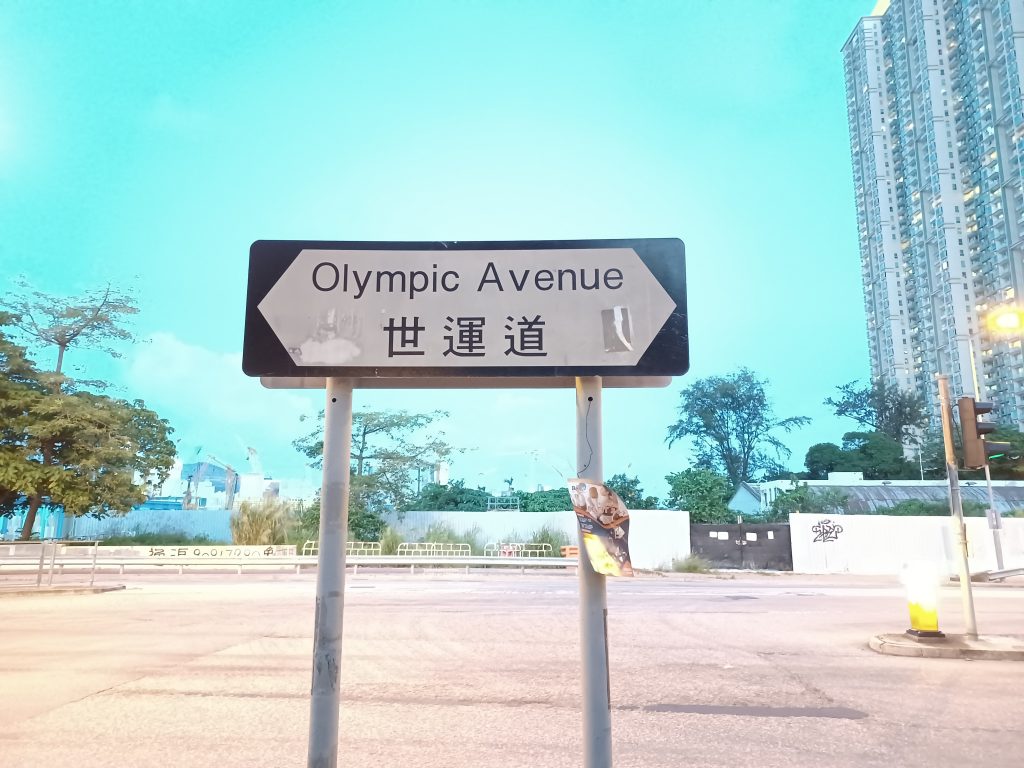 Olympic Avenue
世運道